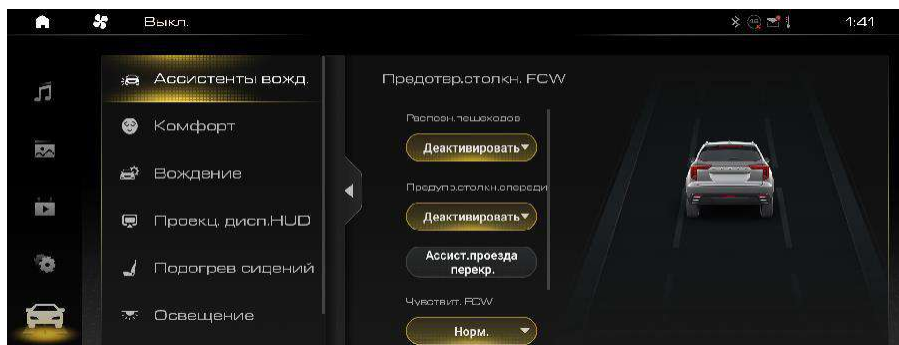 Выкл.
4G
1:41
Ассистенты вожд.
Комфорт
Вождение
Проекц. дисп.HUD
Подогрев сидений
Освещение
Предотвр.столкн. FCW
Распозн.пешеходов
Деактивировать
Предупр.столкн.спереди
Деактивировать
Ассист.проезда
перекр.
Чувствит. FCW
Норм.